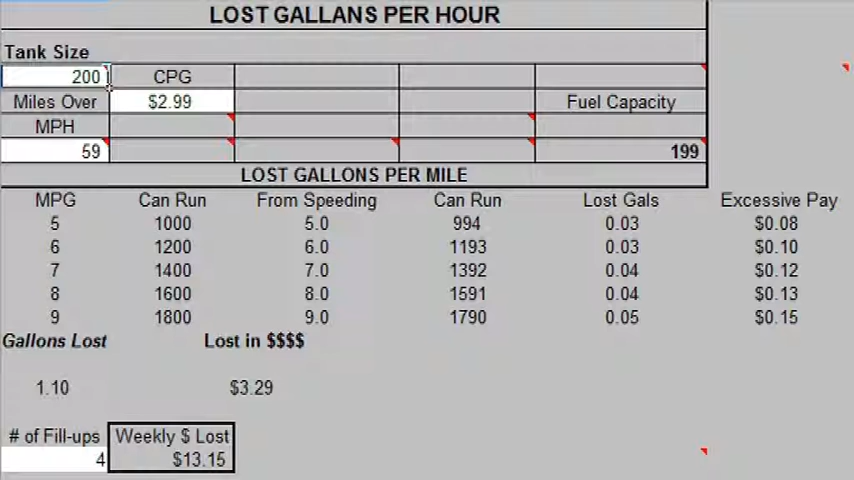 LOST GALLANS PER HOUR
Tank Size
200 CPG
Miles Over $2.99 Fuel Capacity
MPH
59 199
LOST GALLONS PER MILE
MPG Can Run From Speeding Can Run Lost Gals Excessive Pay
5 1000 5.0 994 0.03 $0.08
6 1200 6.0 1193 0.03 $0.10
7 1400 7.0 1392 0.04 $0.12
8 1600 8.0 1591 0.04 $0.13
9 1800 9.0 1790 0.05 $0.15
Gallons Lost Lost in $$$$
1.10 $3.29
# of Fill-ups Weekly $ Lost
4 $13.15